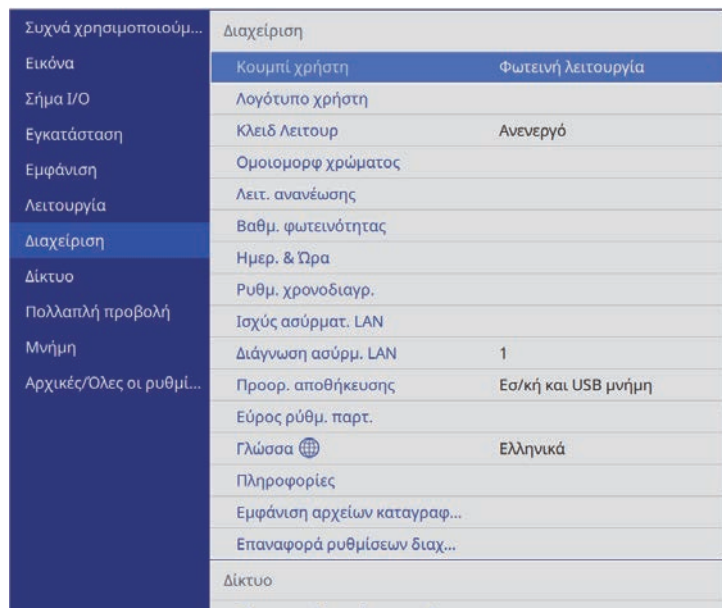 Συχνά χρησιμοποιούμ...
Εικόνα
Σήμα I/O
Εγκατάσταση
Εμφάνιση
Λειτουργία
Διαχείριση
Δίκτυο
Πολλαπλή προβολή
Μνήμη
Αρχικές/Όλες οι ρυθμί...
Διαχείριση
Κουμπί χρήστη Φωτεινή λειτουργία
Λογότυπο χρήστη
Κλειδ Λειτουρ Ανενεργό
Ομοιομορφ χρώματος
Λειτ. ανανέωσης
Βαθμ. φωτεινότητας
Ημερ. & Ώρα
Ρυθμ. χρονοδιαγρ.
Ισχύς ασύρματ. LAN
Διάγνωση ασύρμ. LAN 1
Προορ. αποθήκευσης Εσ/κή και USB μνήμη
Εύρος ρύθμ. παρτ.
Γλώσσα Ελληνικά
Πληροφορίες
Εμφάνιση αρχείων καταγραφ...
Επαναφορά ρυθμίσεων διαχ...
Δίκτυο